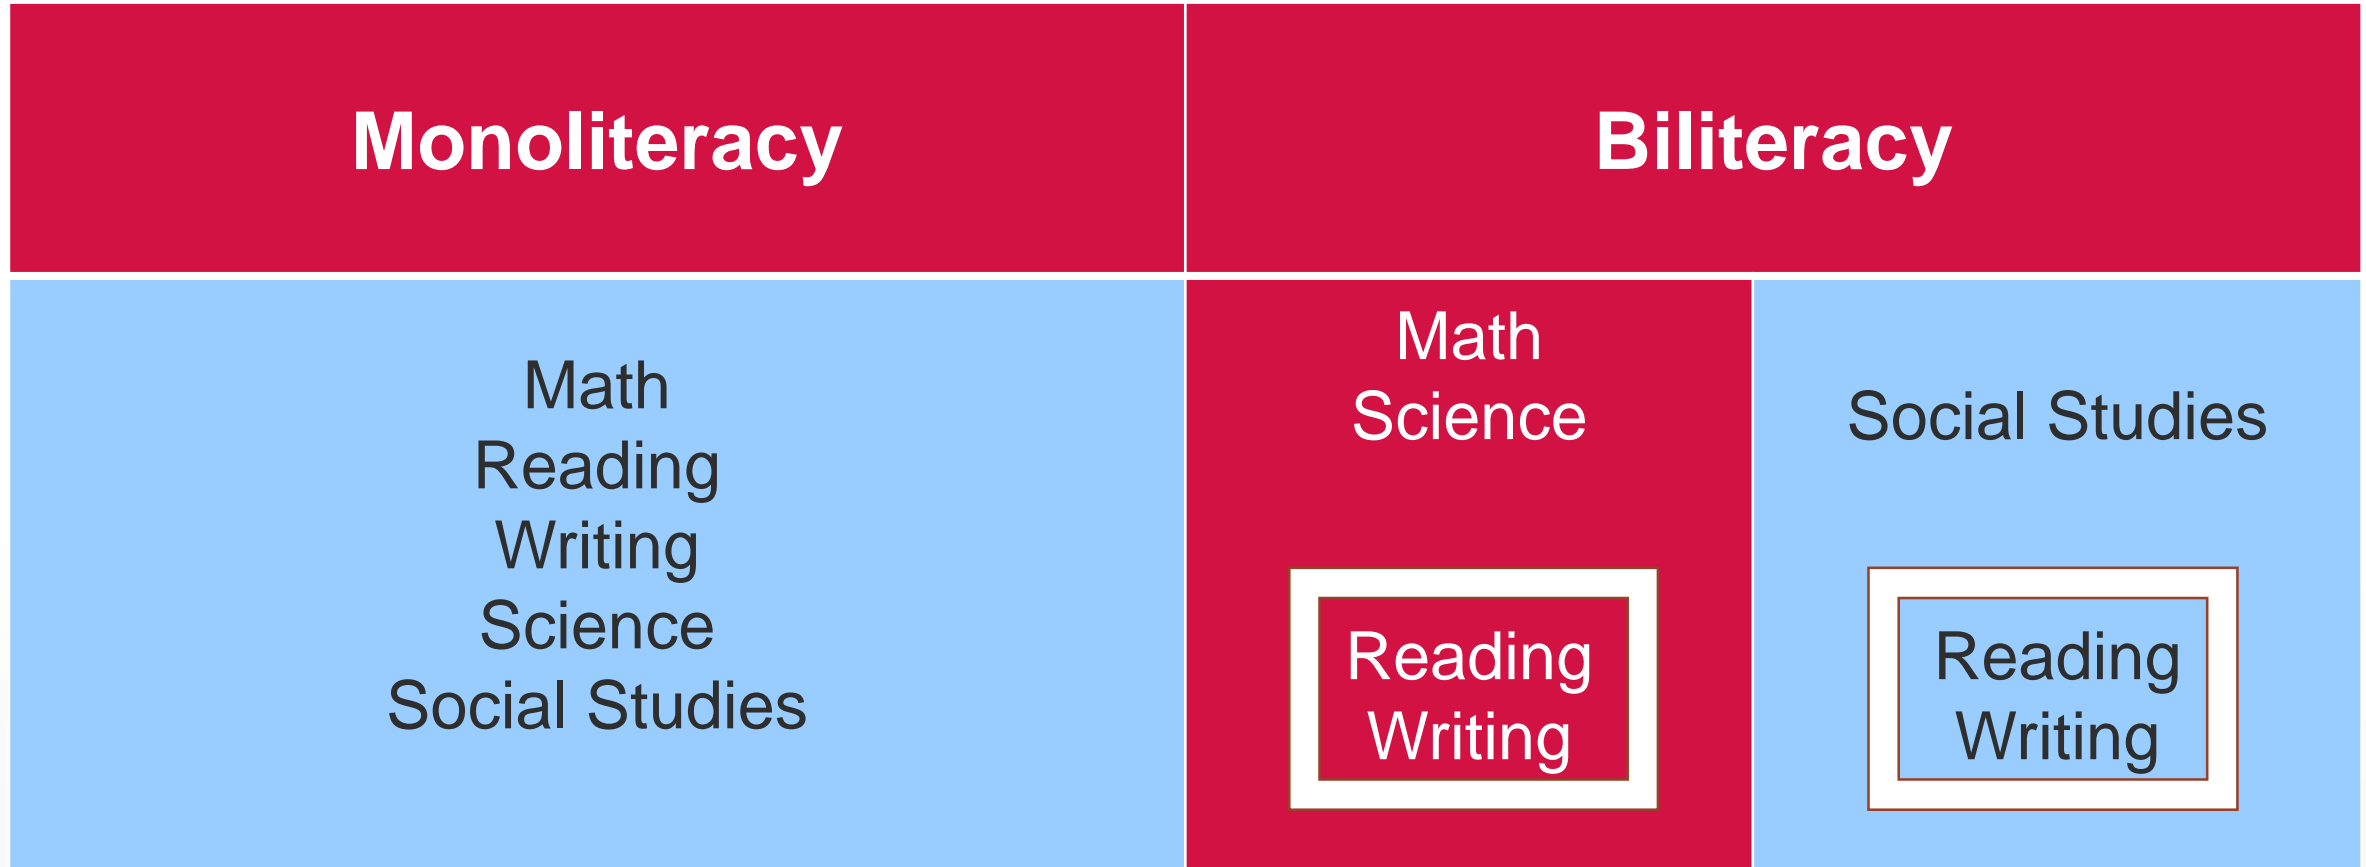 Monoliteracy
Biliteracy
Math
Reading
Writing
Science
Social Studies
Math
Science
Reading
Writing
Social Studies
Reading
Writing